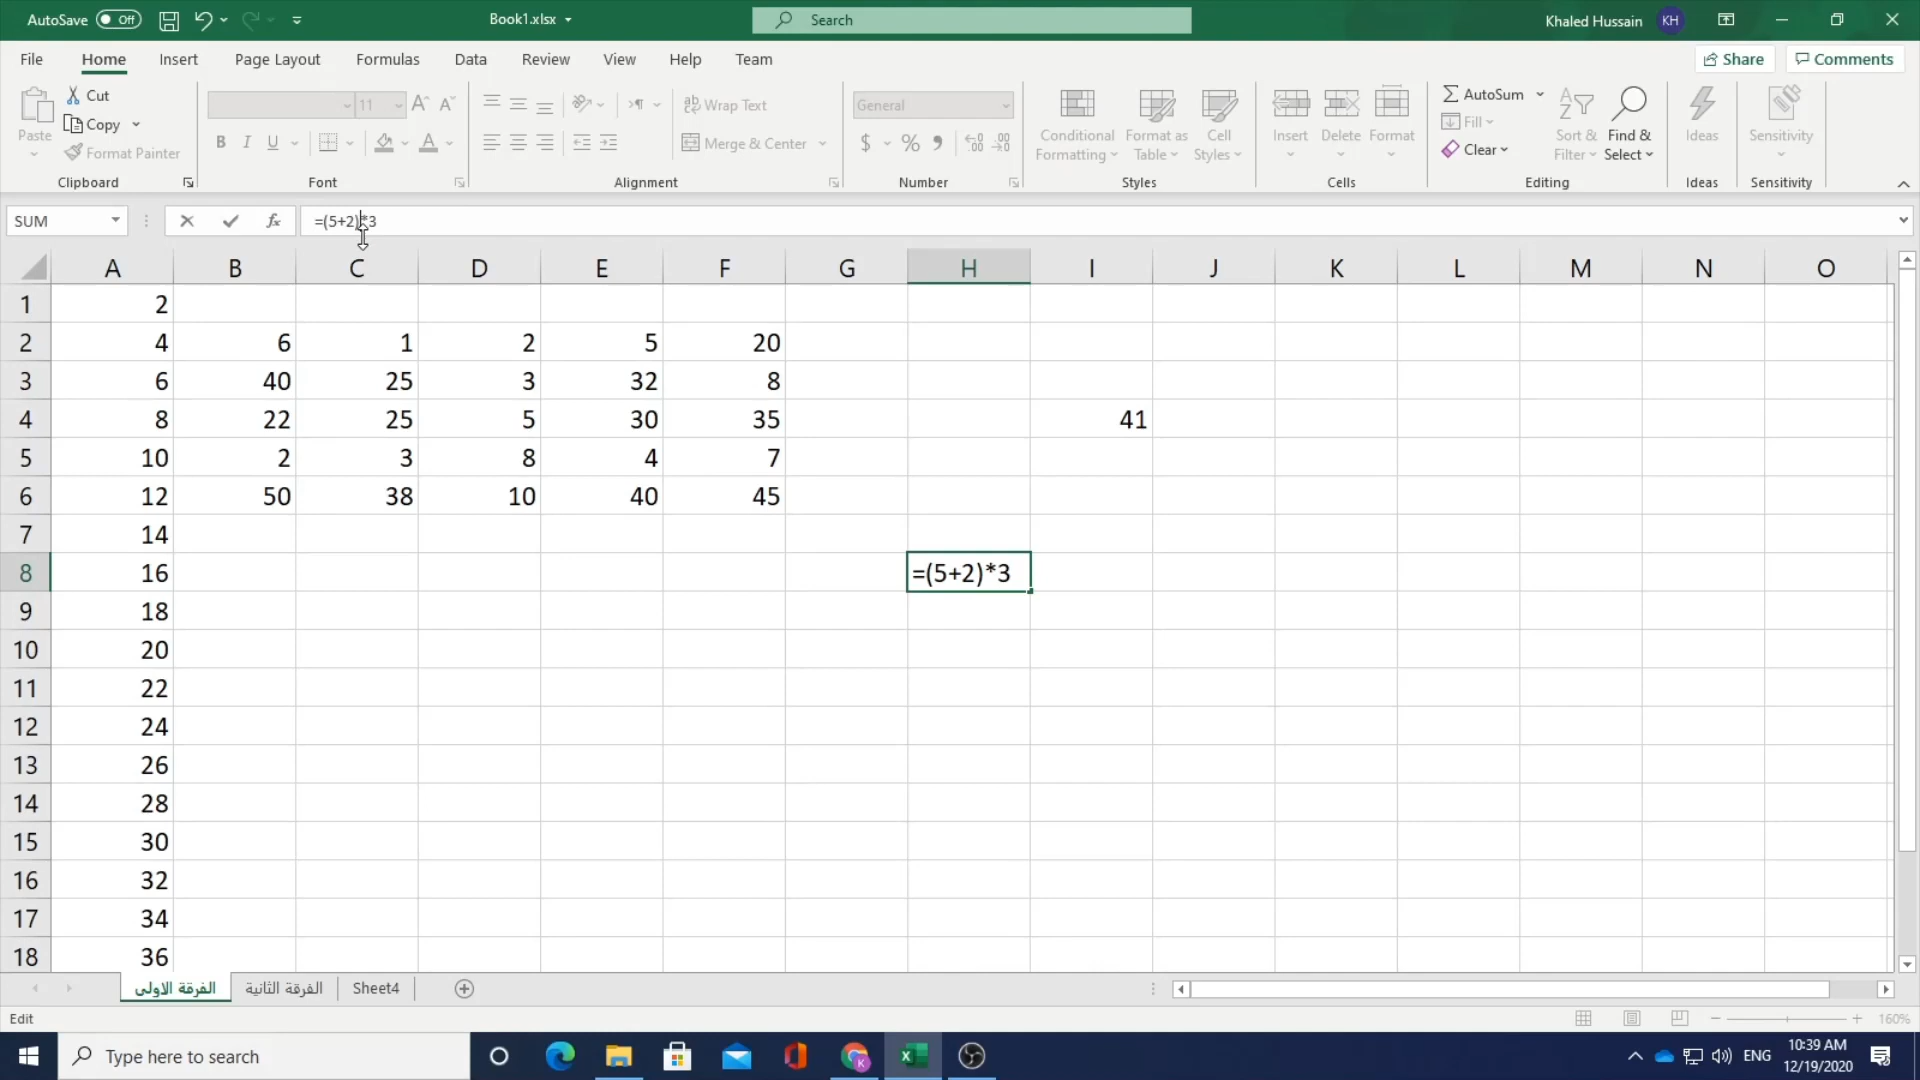 AutoSave Off Book1.xlsx Search Khaled Hussain KH
File Home Insert Page Layout Formulas Data Review View Help Team Share Comments
Paste Cut Copy Format Painter Clipboard
11 B I U Font
Wrap Text Merge & Center Alignment
General $ % Number
Conditional Formatting Format as Table Cell Styles Styles
Insert Delete Format Cells
AutoSum Fill Clear Sort & Filter Find & Select Editing
Ideas Ideas
Sensitivity Sensitivity
SUM fx =(5+2)*3
A B C D E F G H I J K L M N O
1 2
2 4 6 1 2 5 20
3 6 40 25 3 32 8
4 8 22 25 5 30 35 41
5 10 2 3 8 4 7
6 12 50 38 10 40 45
7 14
8 16 =(5+2)*3
9 18
10 20
11 22
12 24
13 26
14 28
15 30
16 32
17 34
18 36
الفرقة الاولى الفرقة الثانية Sheet4
Edit 160%
Type here to search ENG 10:39 AM
12/19/2020